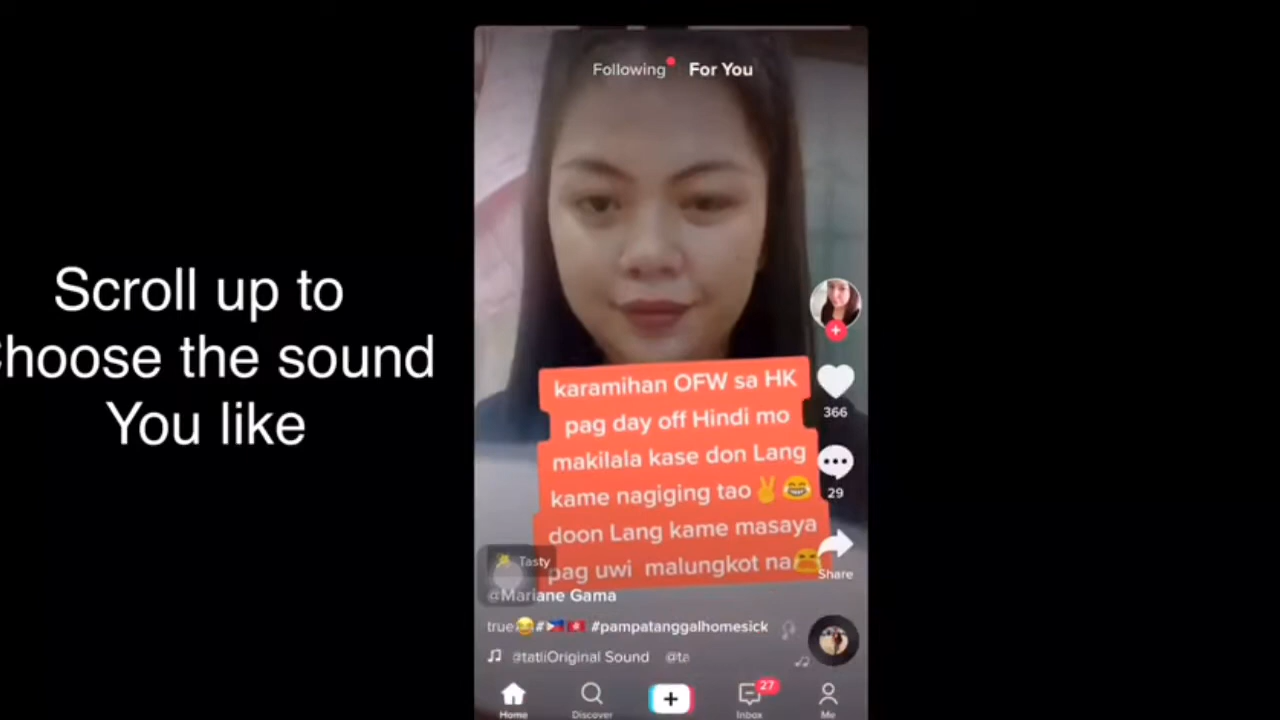 Following For You
Scroll up to
hoose the sound
You like
karamihan OFW sa HK
pag day off Hindi mo
makilala kase don Lang
kame nagiging tao✌😂
doon Lang kame masaya
pag uwi malungkot na
366
29
Share
Tasty
@Mariane Gama
true😂#🇵🇭🇭🇰 #pampatanggalhomesick
@tatliOriginal Sound @ta
27
Home Discover Inbox Me